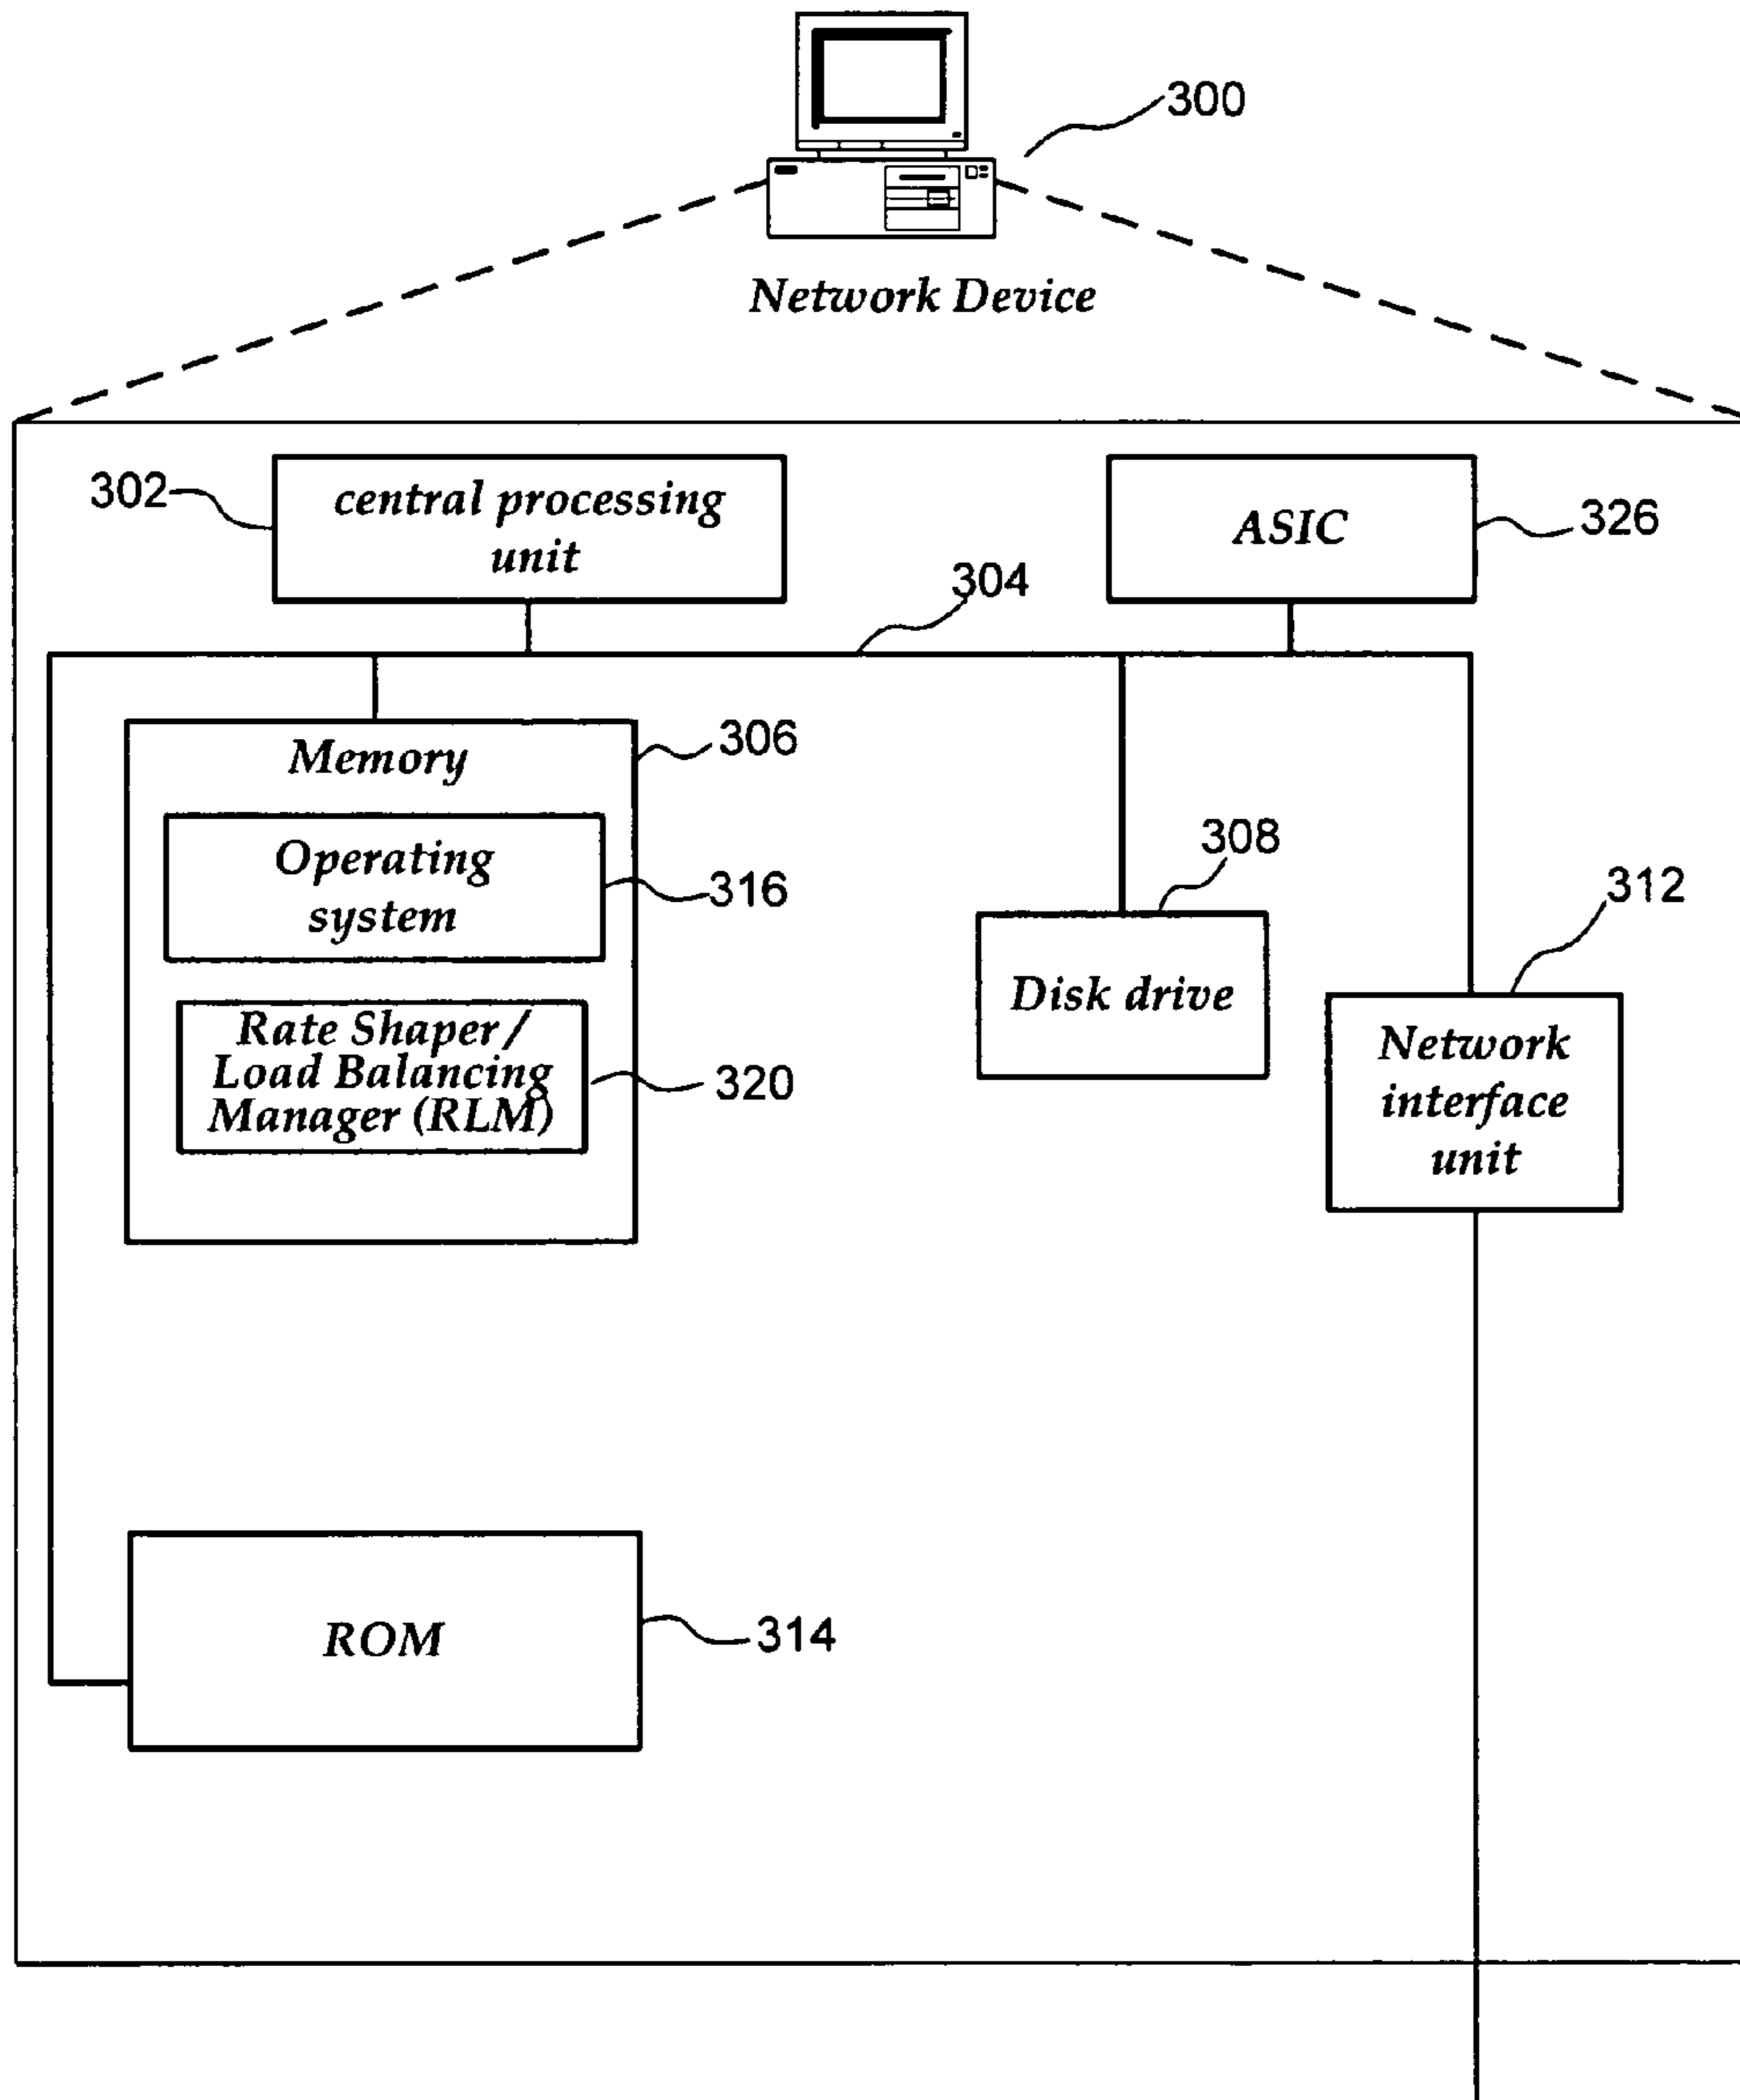 300
Network Device
302
central processing
unit
ASIC
326
304
Memory
306
Operating
system
316
308
Disk drive
312
Network
interface
unit
Rate Shaper/
Load Balancing
Manager (RLM)
320
ROM
314